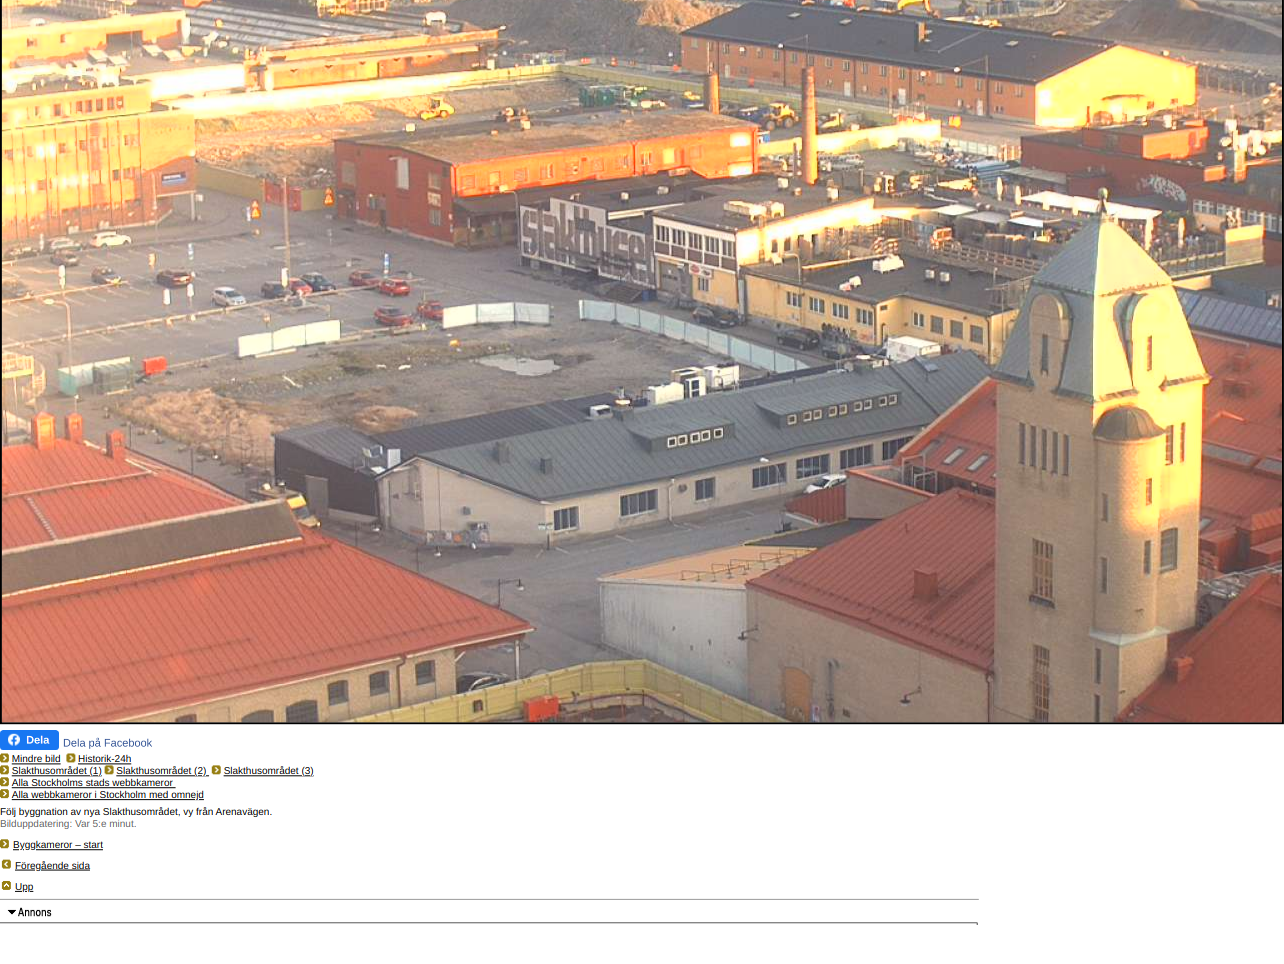 Slakthuset
Dela Dela på Facebook
Mindre bild Historik-24h
Slakthusområdet (1) Slakthusområdet (2) Slakthusområdet (3)
Alla Stockholms stads webbkameror
Alla webbkameror i Stockholm med omnejd
Följ byggnation av nya Slakthusområdet, vy från Arenavägen.
Bilduppdatering: Var 5:e minut.
Byggkameror – start
Föregående sida
Upp
Annons